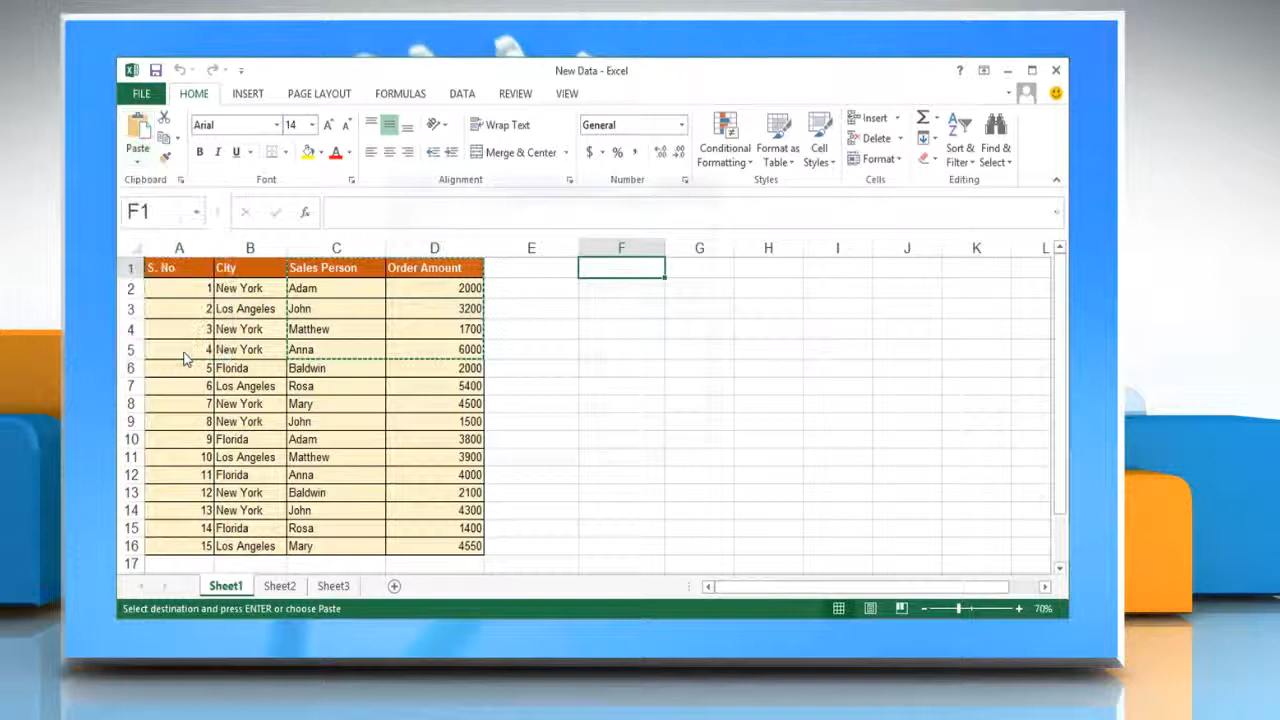 New Data - Excel
?
FILE HOME INSERT PAGE LAYOUT FORMULAS DATA REVIEW VIEW
Paste
Clipboard
Arial 14 A A
B I U A
Font
Wrap Text
Merge & Center
Alignment
General
$ % ,
Number
Conditional Formatting
Format as Table
Cell Styles
Styles
Insert
Delete
Format
Cells
Σ
Sort & Filter
Find & Select
Editing
F1 fx
A B C D E F G H I J K L
1 S. No City Sales Person Order Amount
2 1 New York Adam 2000
3 2 Los Angeles John 3200
4 3 New York Matthew 1700
5 4 New York Anna 6000
6 5 Florida Baldwin 2000
7 6 Los Angeles Rosa 5400
8 7 New York Mary 4500
9 8 New York John 1500
10 9 Florida Adam 3800
11 10 Los Angeles Matthew 3900
12 11 Florida Anna 4000
13 12 New York Baldwin 2100
14 13 New York John 4300
15 14 Florida Rosa 1400
16 15 Los Angeles Mary 4550
17
Sheet1 Sheet2 Sheet3
Select destination and press ENTER or choose Paste 70%